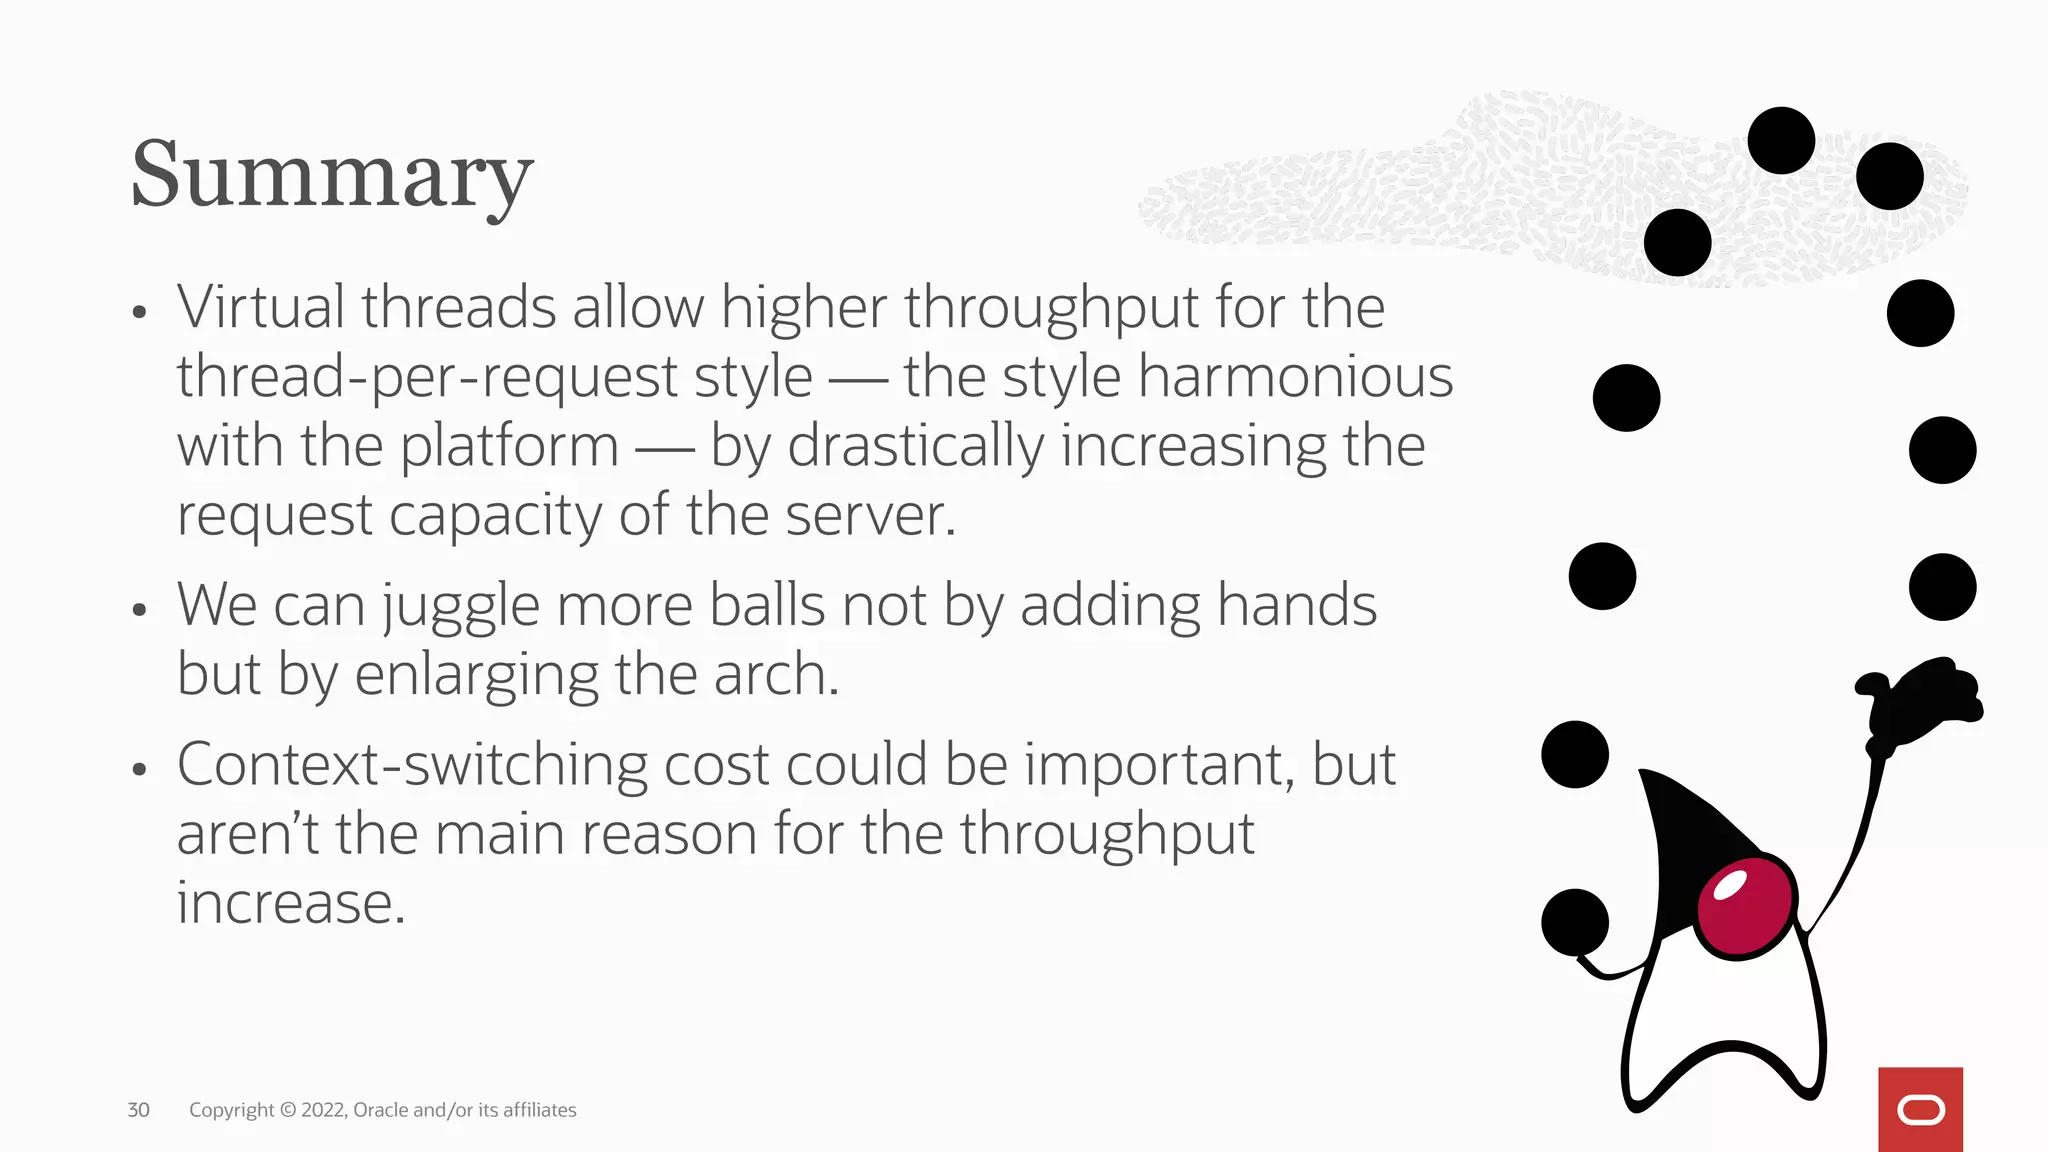 Summary
• Virtual threads allow higher throughput for the
thread-per-request style — the style harmonious
with the platform — by drastically increasing the
request capacity of the server.
• We can juggle more balls not by adding hands
but by enlarging the arch.
• Context-switching cost could be important, but
aren’t the main reason for the throughput
increase.
30 Copyright © 2022, Oracle and/or its affiliates